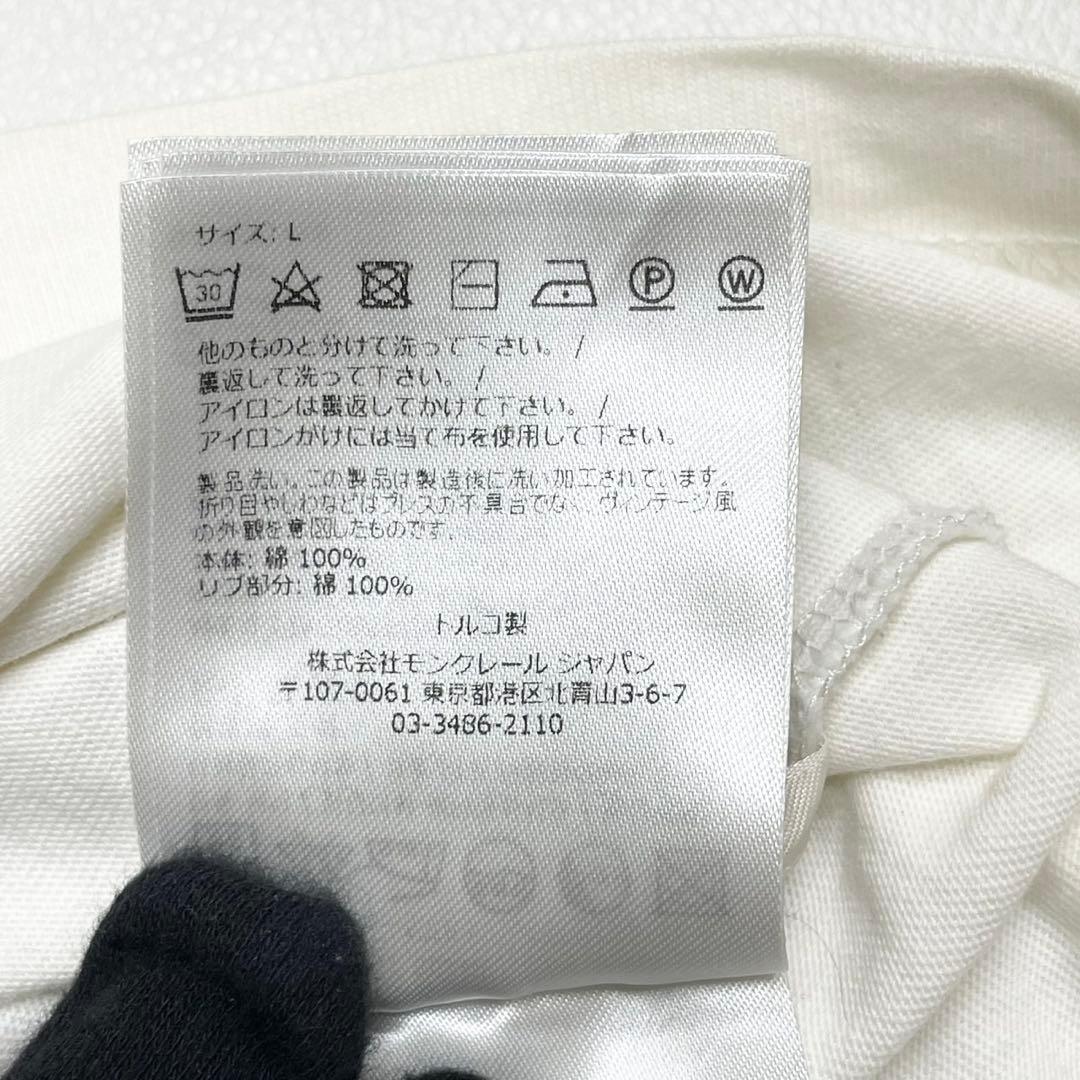 サイズ: L
30
P
W
他のものと分けて洗って下さい。/
裏返して洗って下さい。/
アイロンは裏返してかけて下さい。/
アイロンがけには当て布を使用して下さい。
製品洗い。この製品は製造後に洗い加工されています。
折り目やしわなどはプレスの不具合でなく、ヴィンテージ風
の外観を意図したものです。
本体: 綿 100%
リブ部分: 綿 100%
トルコ製
株式会社モンクレール ジャパン
〒107-0061 東京都港区北青山3-6-7
03-3486-2110